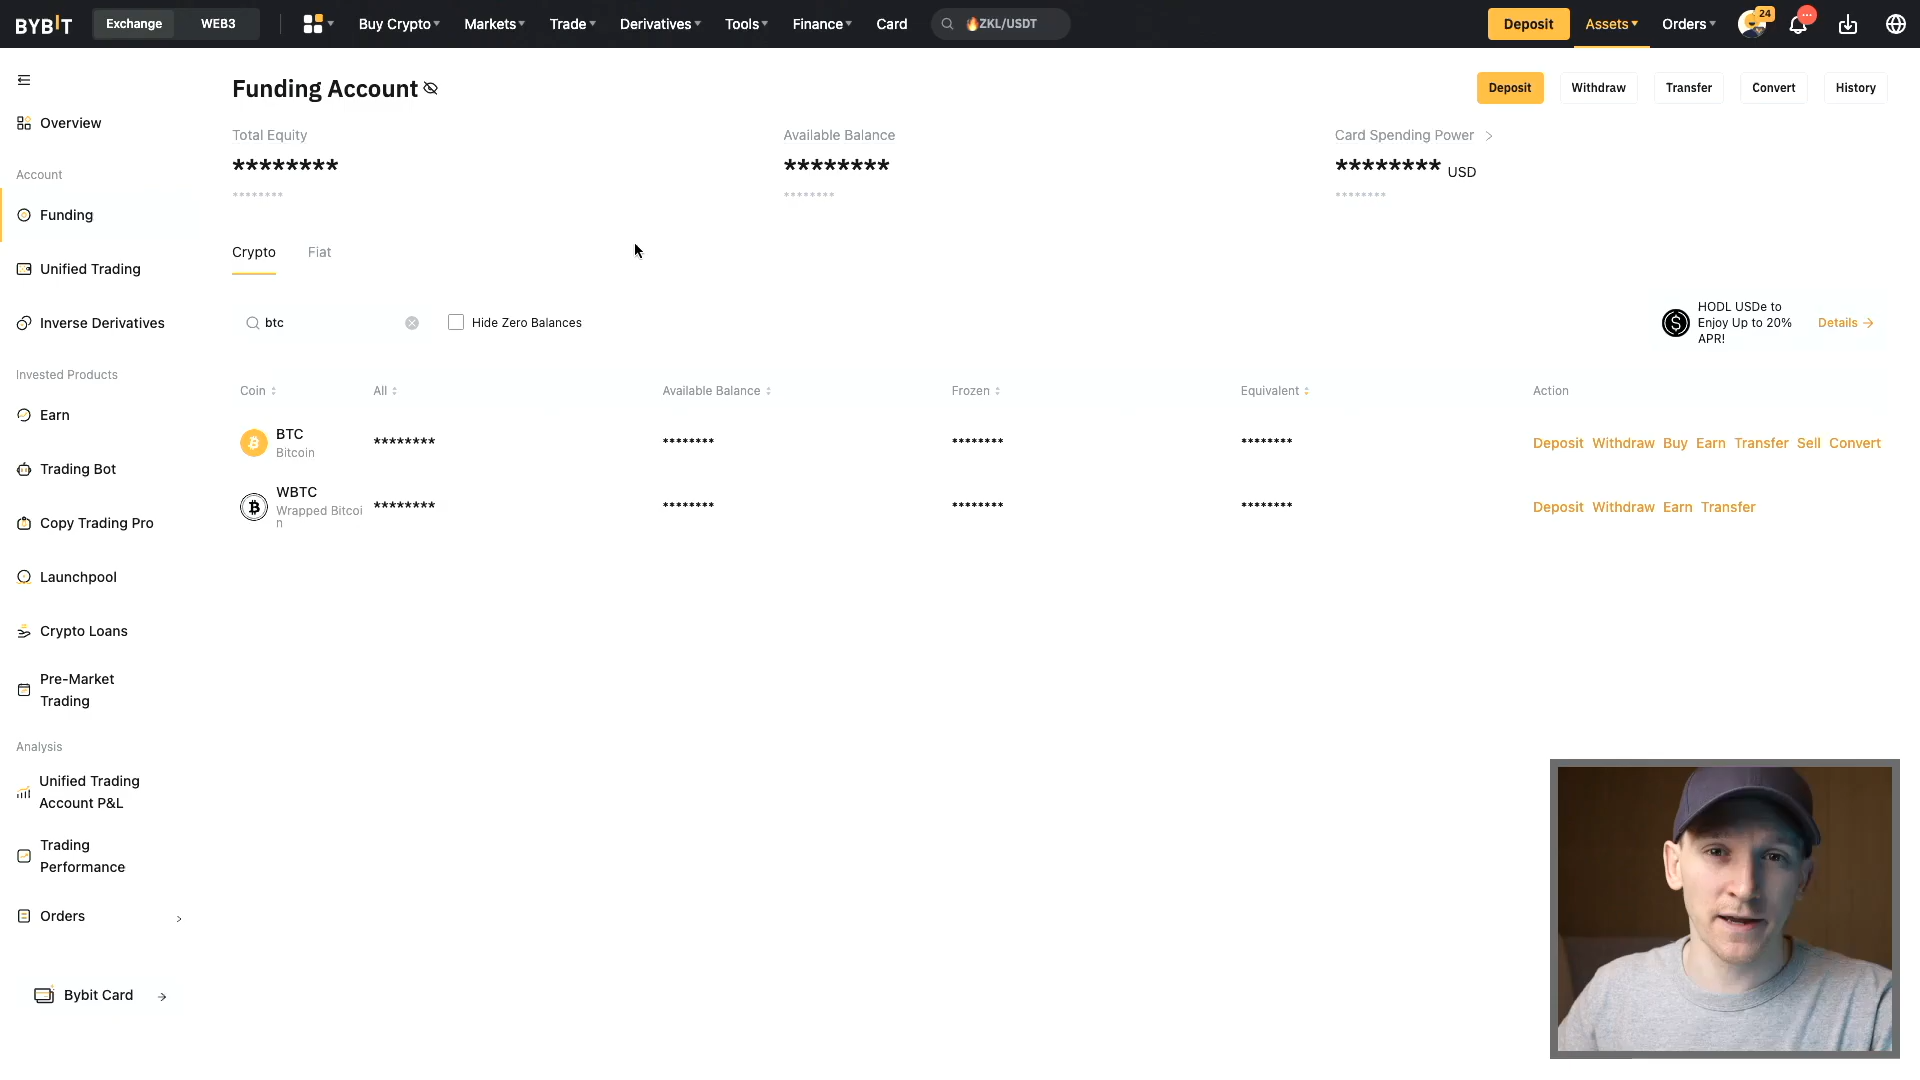 BYBIT Exchange WEB3 Buy Crypto Markets Trade Derivatives Tools Finance Card 🔥ZKL/USDT Deposit Assets Orders 24
Funding Account
Deposit Withdraw Transfer Convert History
Total Equity Available Balance Card Spending Power
******** ******** ******** USD
******** ******** ********
Crypto Fiat
btc
Hide Zero Balances
HODL USDe to
Enjoy Up to 20%
APR!
Details →
Coin All Available Balance Frozen Equivalent Action
BTC
Bitcoin
******** ******** ******** ********
Deposit Withdraw Buy Earn Transfer Sell Convert
WBTC
Wrapped Bitcoi
n
******** ******** ******** ********
Deposit Withdraw Earn Transfer
Overview
Account
Funding
Unified Trading
Inverse Derivatives
Invested Products
Earn
Trading Bot
Copy Trading Pro
Launchpool
Crypto Loans
Pre-Market
Trading
Analysis
Unified Trading
Account P&L
Trading
Performance
Orders
Bybit Card →